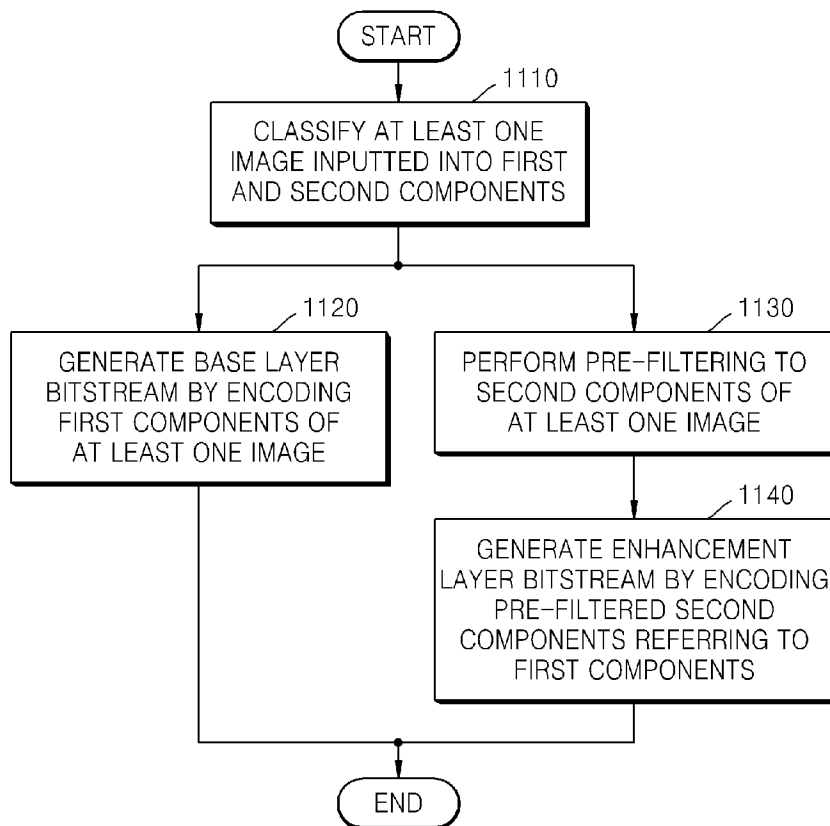 START
1110
CLASSIFY AT LEAST ONE
IMAGE INPUTTED INTO FIRST
AND SECOND COMPONENTS
1120
GENERATE BASE LAYER
BITSTREAM BY ENCODING
FIRST COMPONENTS OF
AT LEAST ONE IMAGE
1130
PERFORM PRE-FILTERING TO
SECOND COMPONENTS OF
AT LEAST ONE IMAGE
1140
GENERATE ENHANCEMENT
LAYER BITSTREAM BY ENCODING
PRE-FILTERED SECOND
COMPONENTS REFERRING TO
FIRST COMPONENTS
END